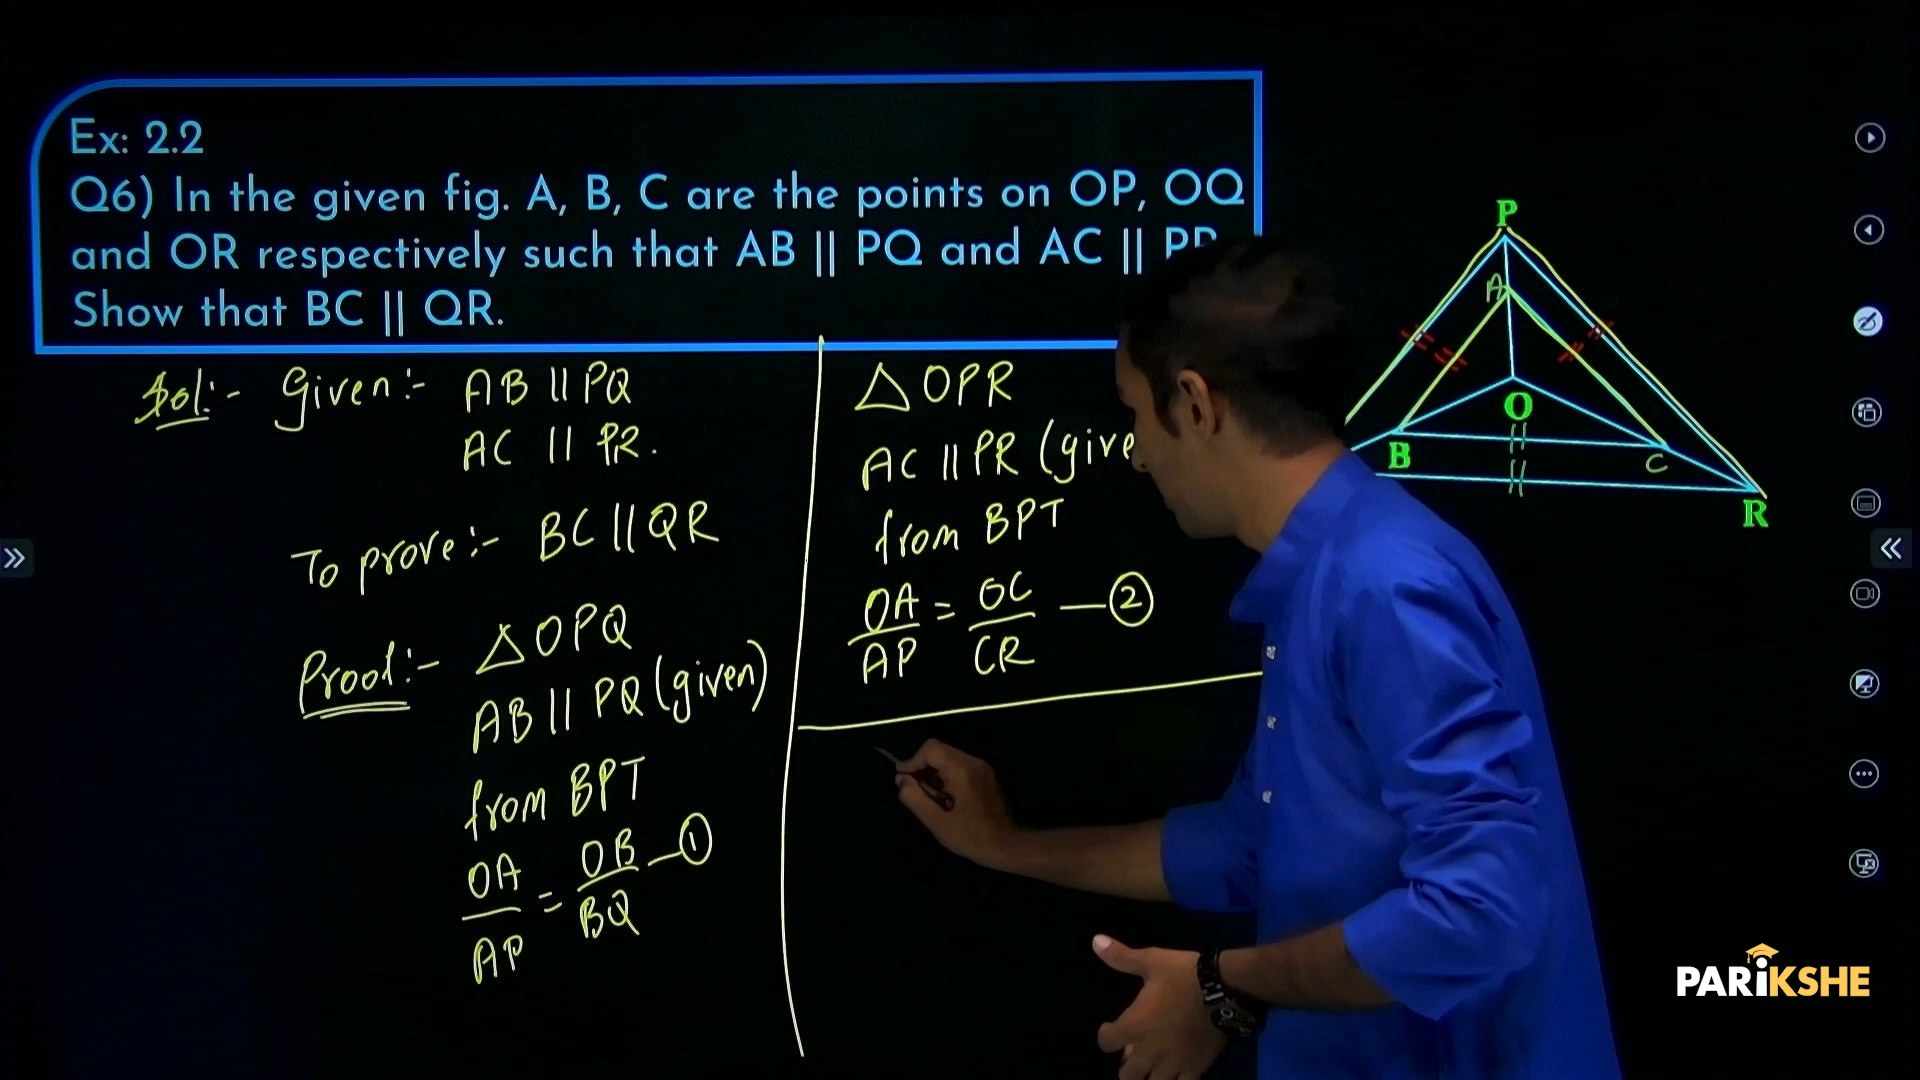 Ex: 2.2
Q6) In the given fig. A, B, C are the points on OP, OQ
and OR respectively such that AB || PQ and AC ||
Show that BC || QR.
Sol:- Given:- AB || PQ
AC || PR.
To prove:- BC || QR
Proof:- △OPQ
AB || PQ (given)
from BPT
OA/AP = OB/BQ —①
△OPR
AC || PR (give
from BPT
OA/AP = OC/CR —②
P
A
O
B
C
R
PARiKSHE